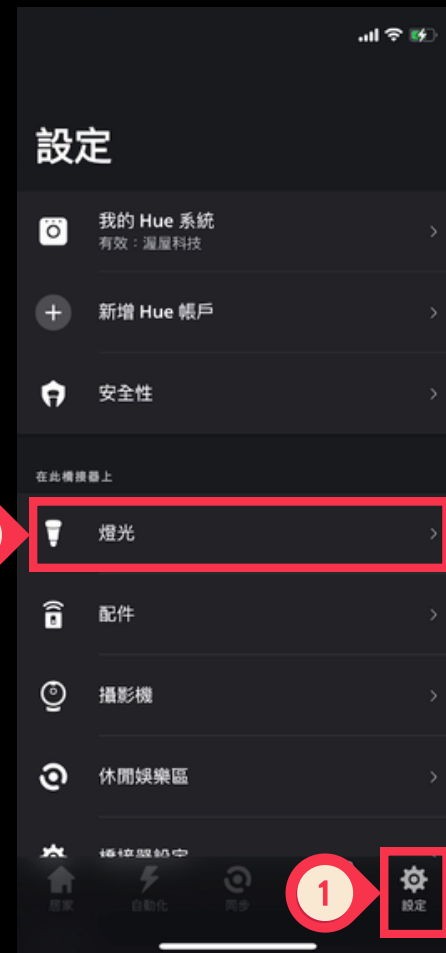 設定
我的 Hue 系統
有效：渥屋科技
新增 Hue 帳戶
安全性
在此橋接器上
燈光
配件
攝影機
休閒娛樂區
橋接器設定
居家
自動化
同步
1
設定